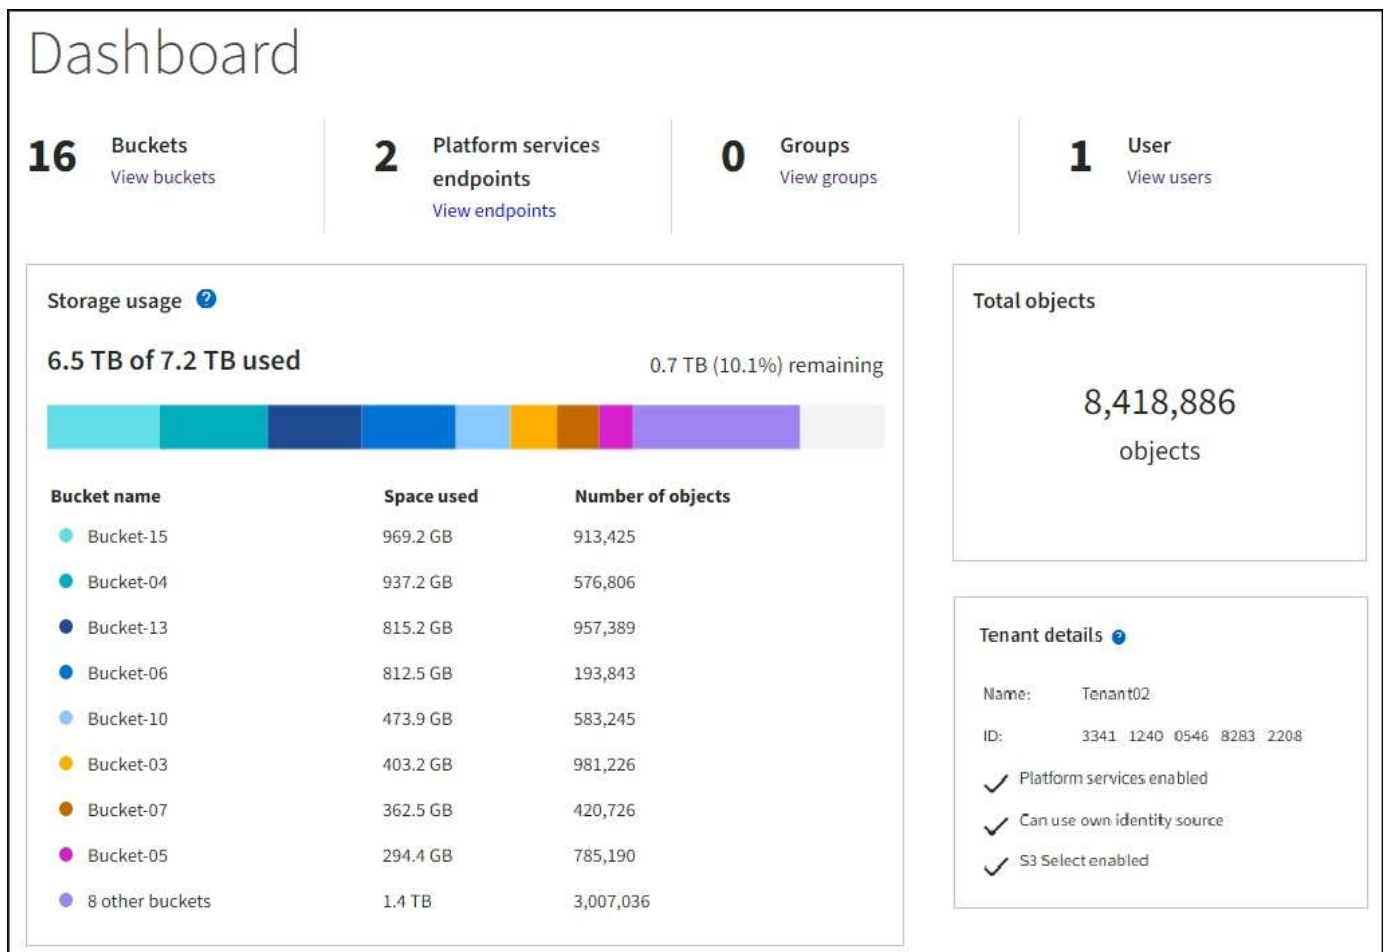 Dashboard
16 Buckets
View buckets
2 Platform services
endpoints
View endpoints
0 Groups
View groups
1 User
View users
Storage usage ?
6.5 TB of 7.2 TB used
0.7 TB (10.1%) remaining
Bucket name Space used Number of objects
Bucket-15 969.2 GB 913,425
Bucket-04 937.2 GB 576,806
Bucket-13 815.2 GB 957,389
Bucket-06 812.5 GB 193,843
Bucket-10 473.9 GB 583,245
Bucket-03 403.2 GB 981,226
Bucket-07 362.5 GB 420,726
Bucket-05 294.4 GB 785,190
8 other buckets 1.4 TB 3,007,036
Total objects
8,418,886
objects
Tenant details ?
Name: Tenant02
ID: 3341 1240 0546 8283 2208
Platform services enabled
Can use own identity source
S3 Select enabled